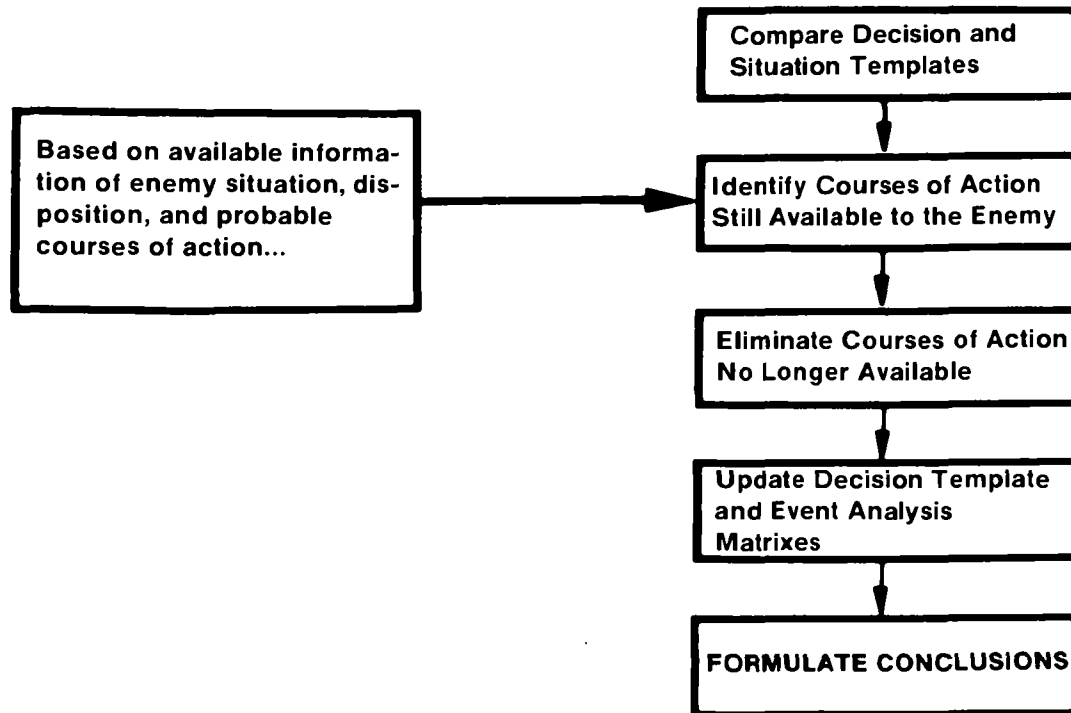 Compare Decision and
Situation Templates
Based on available informa-
tion of enemy situation, dis-
position, and probable
courses of action...
Identify Courses of Action
Still Available to the Enemy
Eliminate Courses of Action
No Longer Available
Update Decision Template
and Event Analysis
Matrixes
FORMULATE CONCLUSIONS